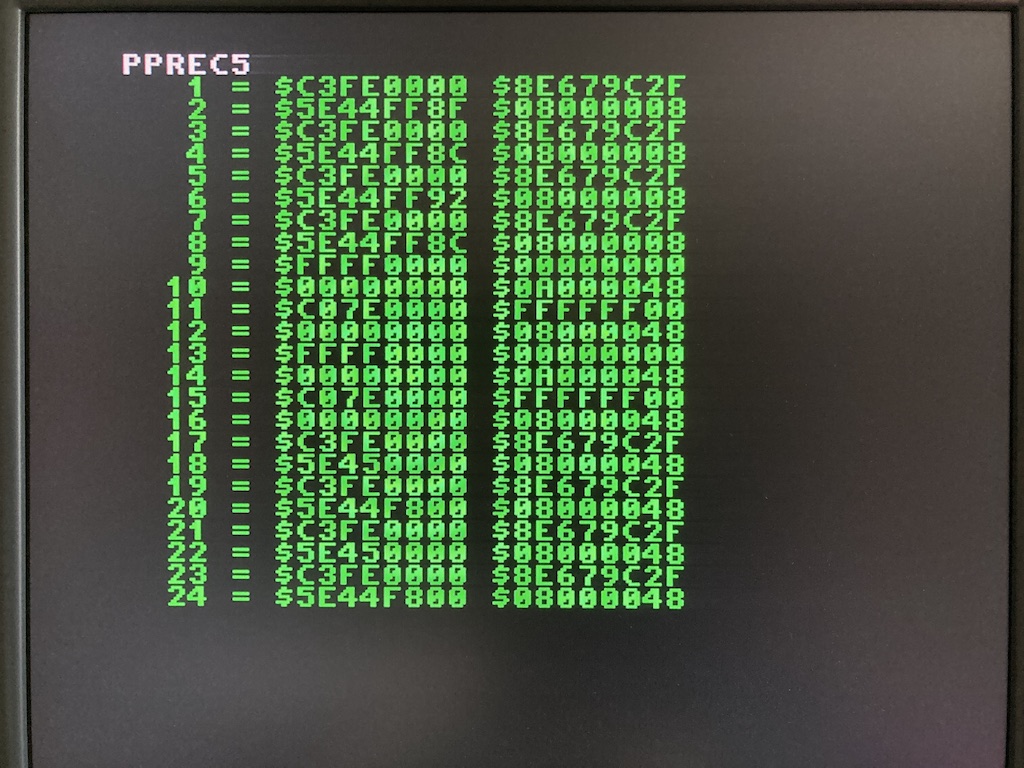 PPREC5
1 = $C3FE0000 $8E679C2F
2 = $5E44FF8F $08000008
3 = $C3FE0000 $8E679C2F
4 = $5E44FF8C $08000008
5 = $C3FE0000 $8E679C2F
6 = $5E44FF92 $08000008
7 = $C3FE0000 $8E679C2F
8 = $5E44FF8C $08000008
9 = $FFFF0000 $00000000
10 = $00000000 $0A000048
11 = $C07E0000 $FFFFFF00
12 = $00000000 $08000048
13 = $FFFF0000 $00000000
14 = $00000000 $0A000048
15 = $C07E0000 $FFFFFF00
16 = $00000000 $08000048
17 = $C3FE0000 $8E679C2F
18 = $5E450000 $08000048
19 = $C3FE0000 $8E679C2F
20 = $5E44F800 $08000048
21 = $C3FE0000 $8E679C2F
22 = $5E450000 $08000048
23 = $C3FE0000 $8E679C2F
24 = $5E44F800 $08000048